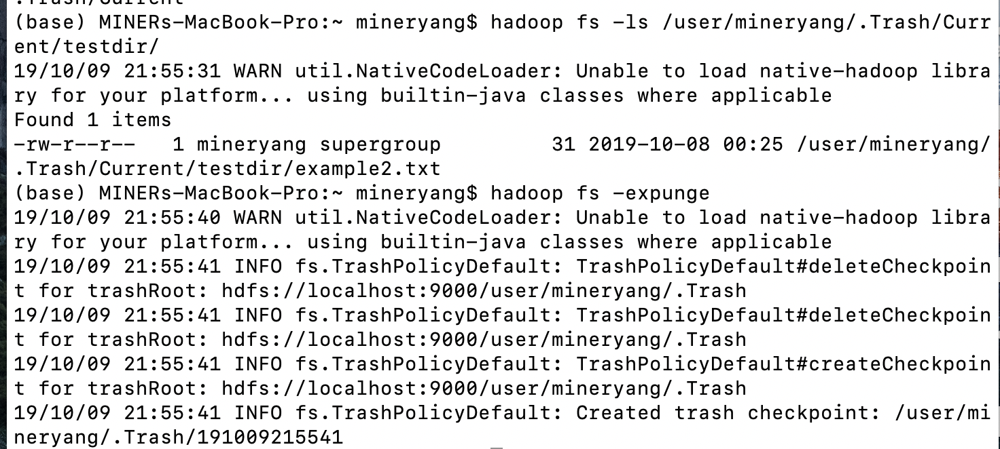 .Trash/Current
(base) MINERs-MacBook-Pro:~ mineryang$ hadoop fs -ls /user/mineryang/.Trash/Curr
ent/testdir/
19/10/09 21:55:31 WARN util.NativeCodeLoader: Unable to load native-hadoop libra
ry for your platform... using builtin-java classes where applicable
Found 1 items
-rw-r--r--   1 mineryang supergroup         31 2019-10-08 00:25 /user/mineryang/
.Trash/Current/testdir/example2.txt
(base) MINERs-MacBook-Pro:~ mineryang$ hadoop fs -expunge
19/10/09 21:55:40 WARN util.NativeCodeLoader: Unable to load native-hadoop libra
ry for your platform... using builtin-java classes where applicable
19/10/09 21:55:41 INFO fs.TrashPolicyDefault: TrashPolicyDefault#deleteCheckpoin
t for trashRoot: hdfs://localhost:9000/user/mineryang/.Trash
19/10/09 21:55:41 INFO fs.TrashPolicyDefault: TrashPolicyDefault#deleteCheckpoin
t for trashRoot: hdfs://localhost:9000/user/mineryang/.Trash
19/10/09 21:55:41 INFO fs.TrashPolicyDefault: TrashPolicyDefault#createCheckpoin
t for trashRoot: hdfs://localhost:9000/user/mineryang/.Trash
19/10/09 21:55:41 INFO fs.TrashPolicyDefault: Created trash checkpoint: /user/mi
neryang/.Trash/191009215541